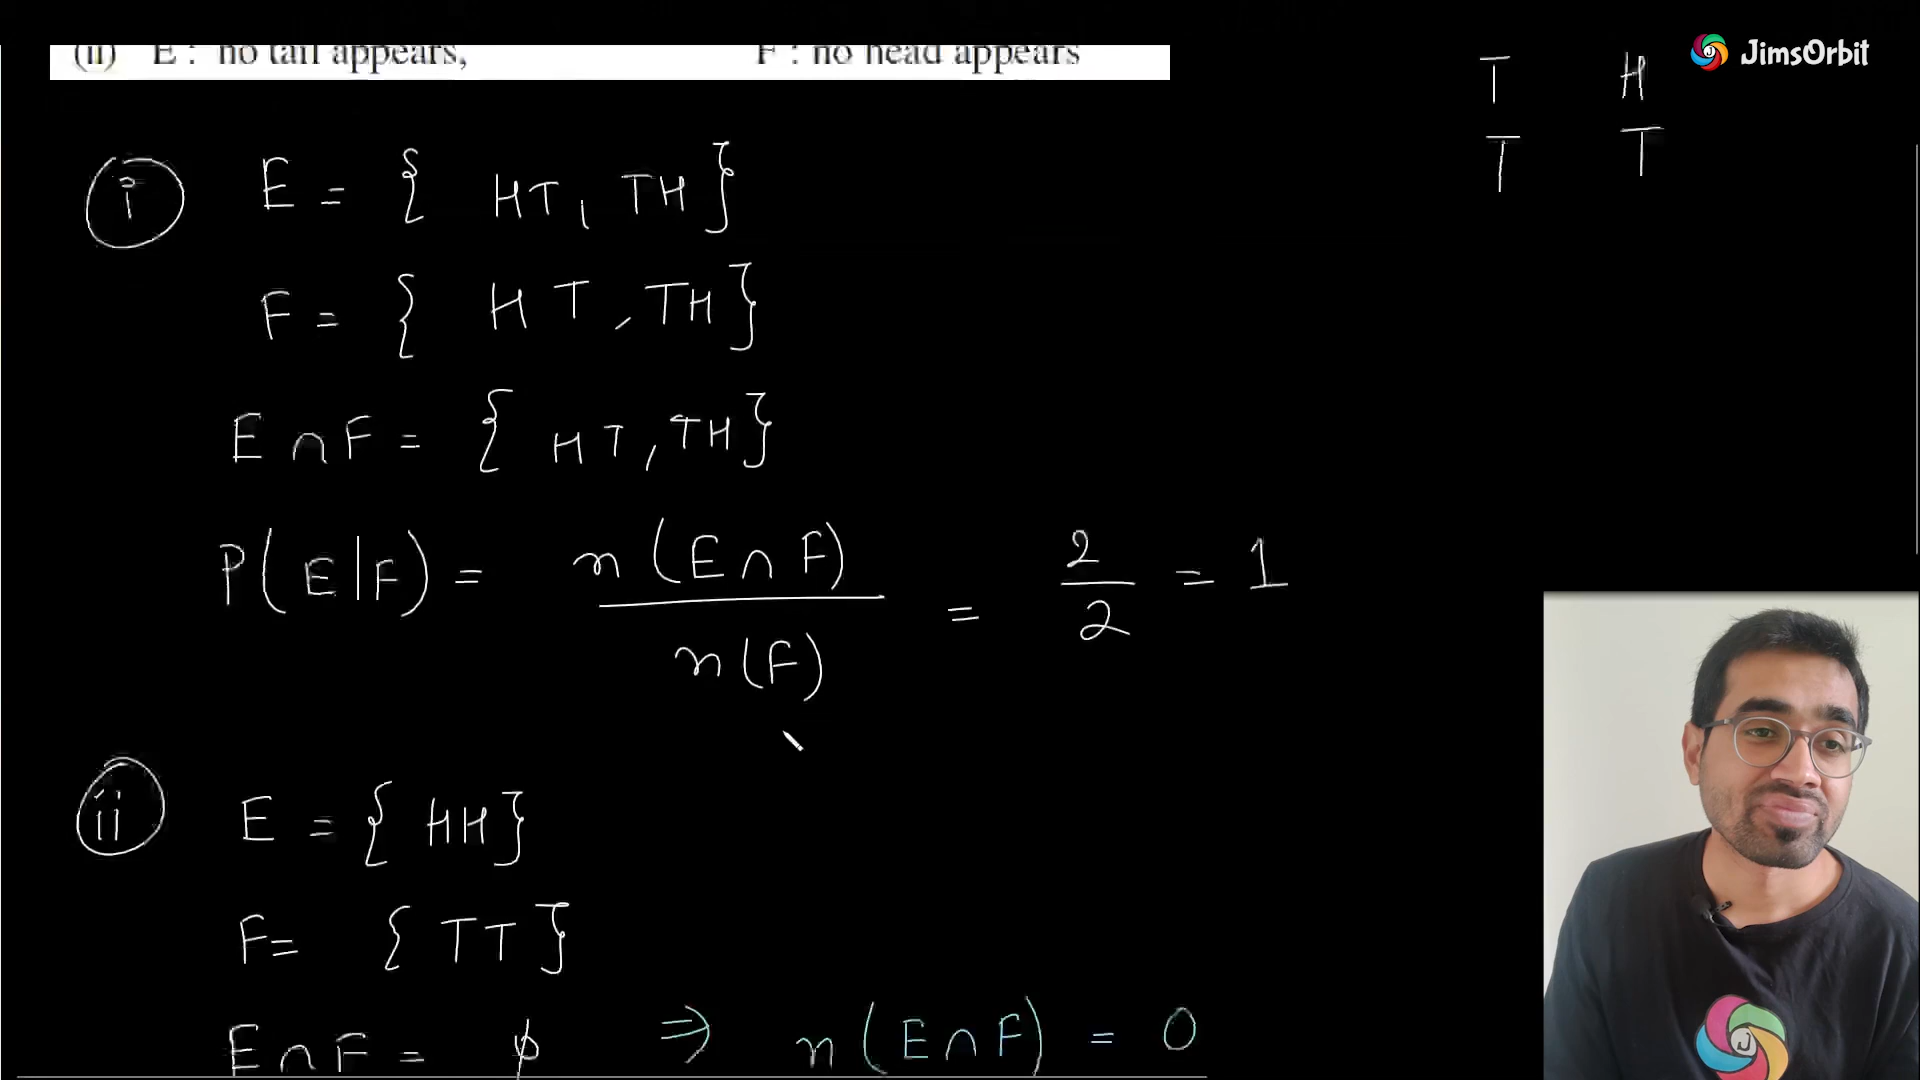 (ii) E : no tail appears, F : no head appears
JimsOrbit
T H
T T
i E = { HT, TH }
F = { HT, TH }
E ∩ F = { HT, TH }
P(E|F) = n(E ∩ F) / n(F) = 2/2 = 1
ii E = { HH }
F = { TT }
E ∩ F = ϕ ⇒ n(E ∩ F) = 0
J